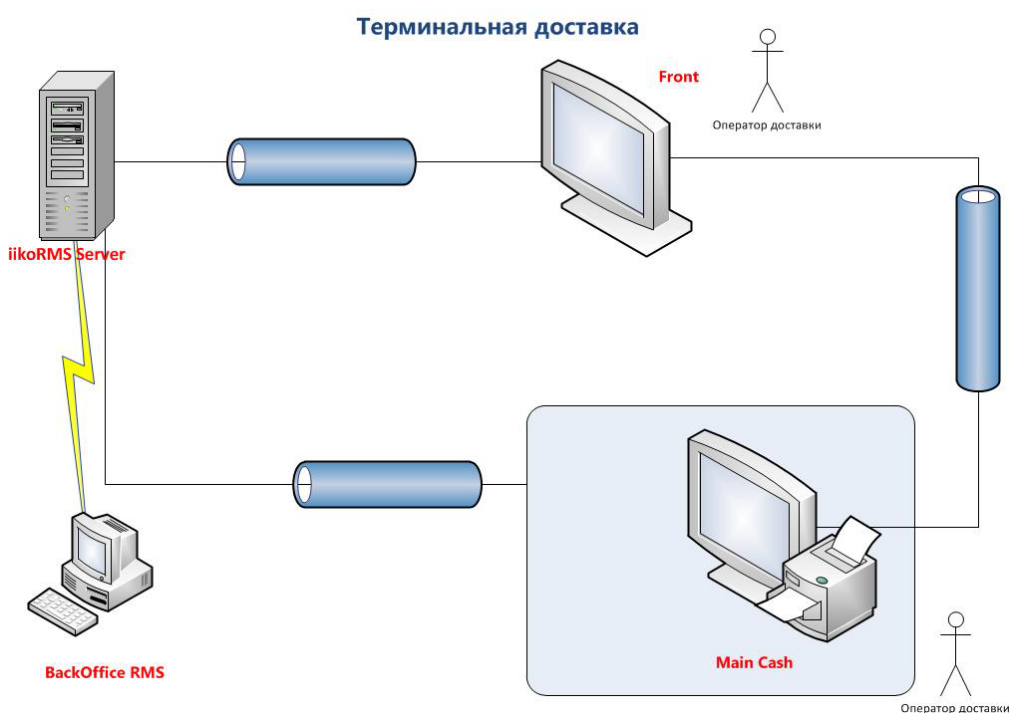 Терминальная доставка
Front
Оператор доставки
iikoRMS Server
BackOffice RMS
Main Cash
Оператор доставки